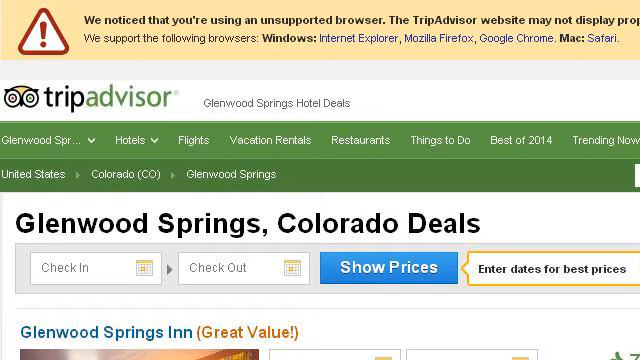 We noticed that you're using an unsupported browser. The TripAdvisor website may not display
We support the following browsers: Windows: Internet Explorer, Mozilla Firefox, Google Chrome. Mac: Safari.
tripadvisor
Glenwood Springs Hotel Deals
Glenwood Spr... Hotels Flights Vacation Rentals Restaurants Things to Do Best of 2014 Trending Now
United States Colorado (CO) Glenwood Springs
Glenwood Springs, Colorado Deals
Check In Check Out Show Prices Enter dates for best prices
Glenwood Springs Inn (Great Value!)